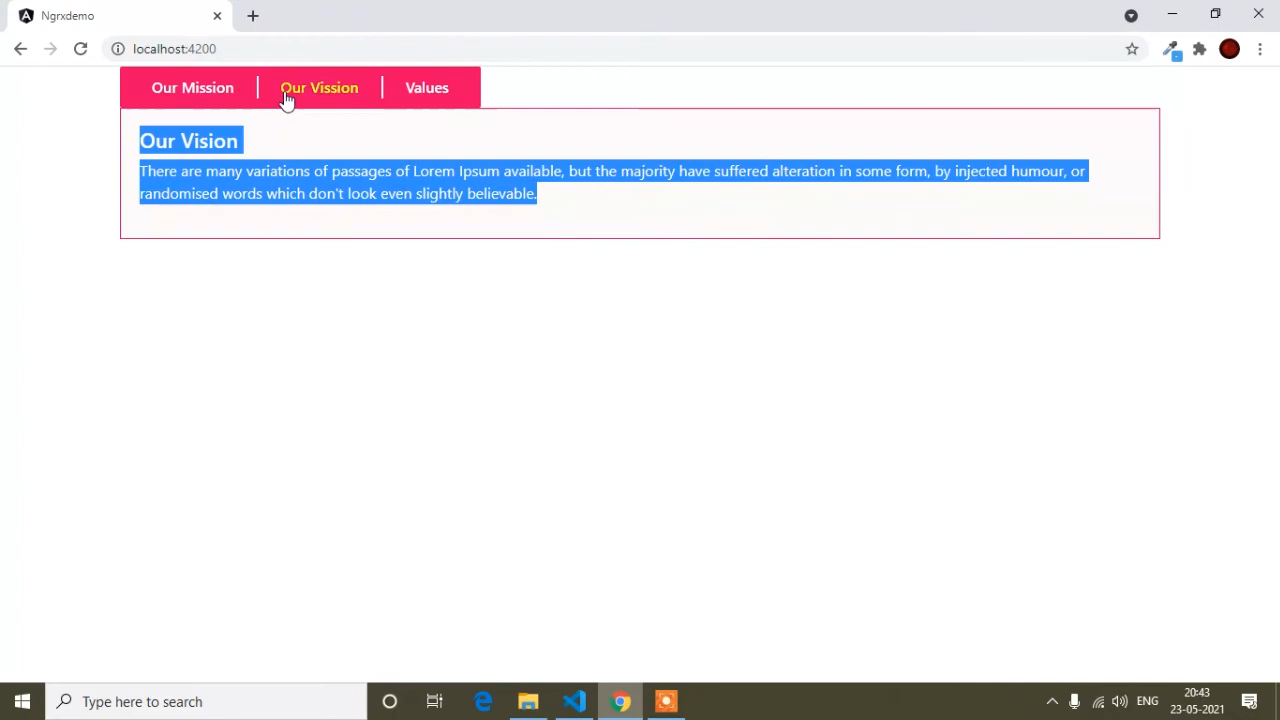 Ngrxdemo
localhost:4200
Our Mission
Our Vission
Values
Our Vision
There are many variations of passages of Lorem Ipsum available, but the majority have suffered alteration in some form, by injected humour, or
randomised words which don't look even slightly believable.
Type here to search
ENG
20:43
23-05-2021